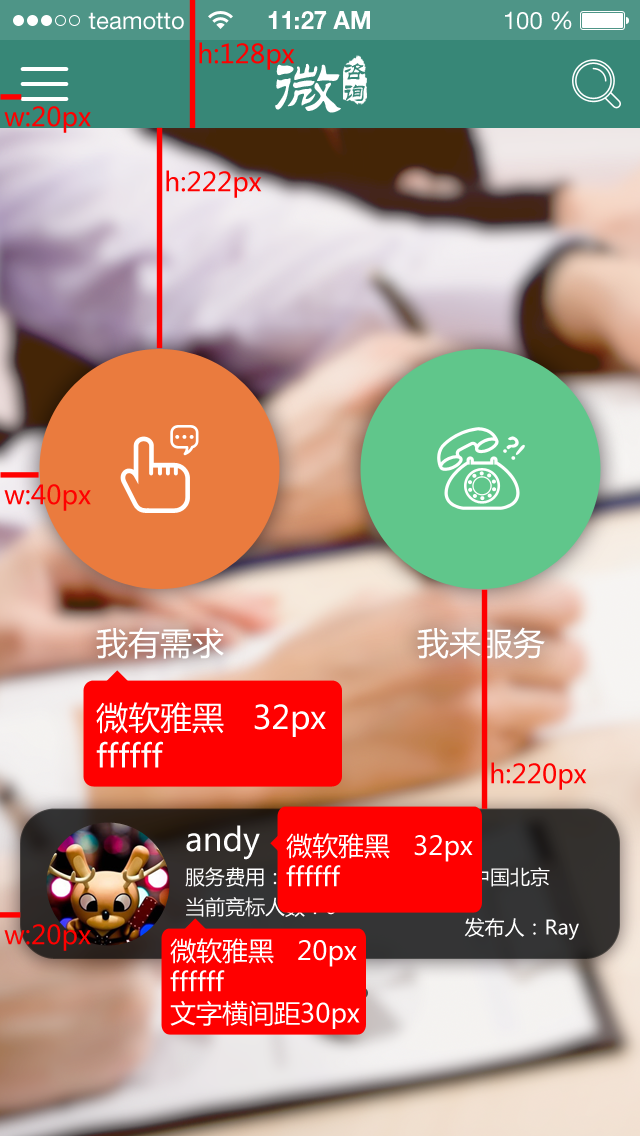 teamotto 11:27 AM 100 %
h:128px
微咨询
w:20px
h:222px
w:40px
我有需求 我来服务
微软雅黑 32px
ffffff
h:220px
andy
微软雅黑 32px
ffffff
服务费用：
中国北京
当前竞标人数：0
发布人：Ray
w:20px
微软雅黑 20px
ffffff
文字横间距30px